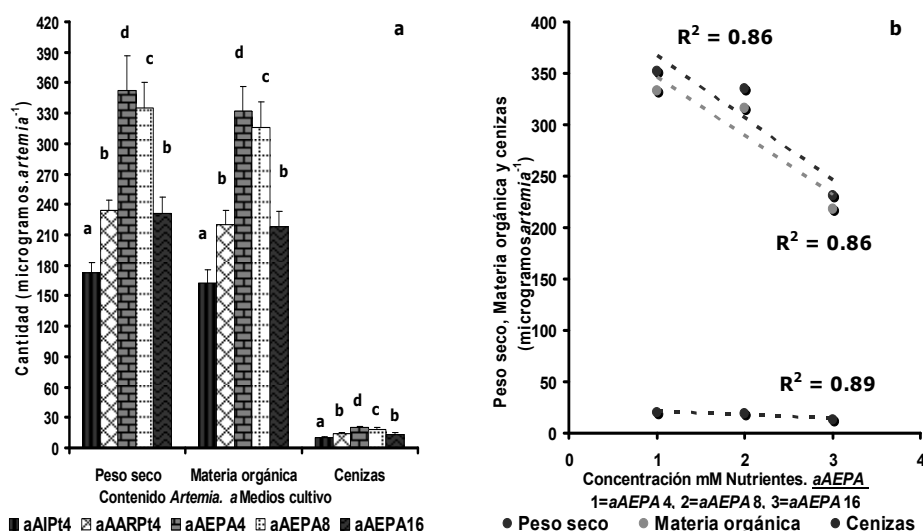 a
Cantidad (microgramos.artemia-1)
420
390
360
330
300
270
240
210
180
150
120
90
60
30
0
a
b
d
c
b
a
b
d
c
b
a
b
d
c
b
Peso seco
Materia orgánica
Cenizas
Contenido Artemia. a Medios cultivo
aAIPt4
aAARPt4
aAEPA4
aAEPA8
aAEPA16
b
Peso seco, Materia orgánica y cenizas
(microgramosartemia-1)
400
350
300
250
200
150
100
50
0
R2 = 0.86
R2 = 0.86
R2 = 0.89
0
1
2
3
4
Concentración mM Nutrientes. aAEPA
1=aAEPA 4, 2=aAEPA 8, 3=aAEPA 16
Peso seco
Materia orgánica
Cenizas